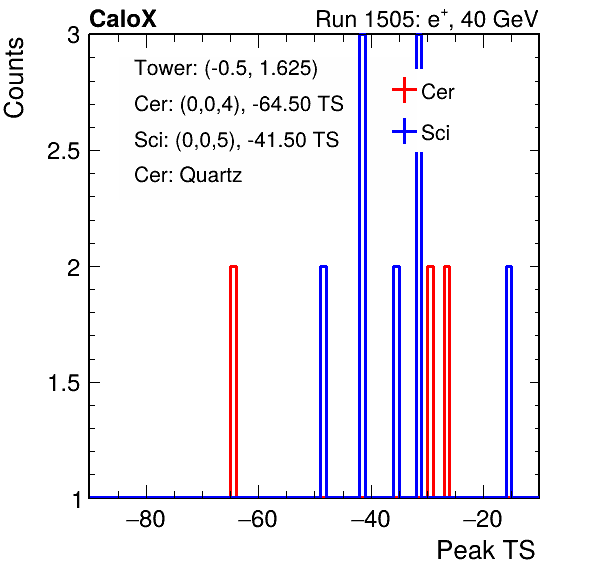 CaloX Run 1505: e⁺, 40 GeV
Counts
3
2.5
2
1.5
1
Tower: (-0.5, 1.625)
Cer: (0,0,4), -64.50 TS
Sci: (0,0,5), -41.50 TS
Cer: Quartz
Cer
Sci
−80 −60 −40 −20
Peak TS